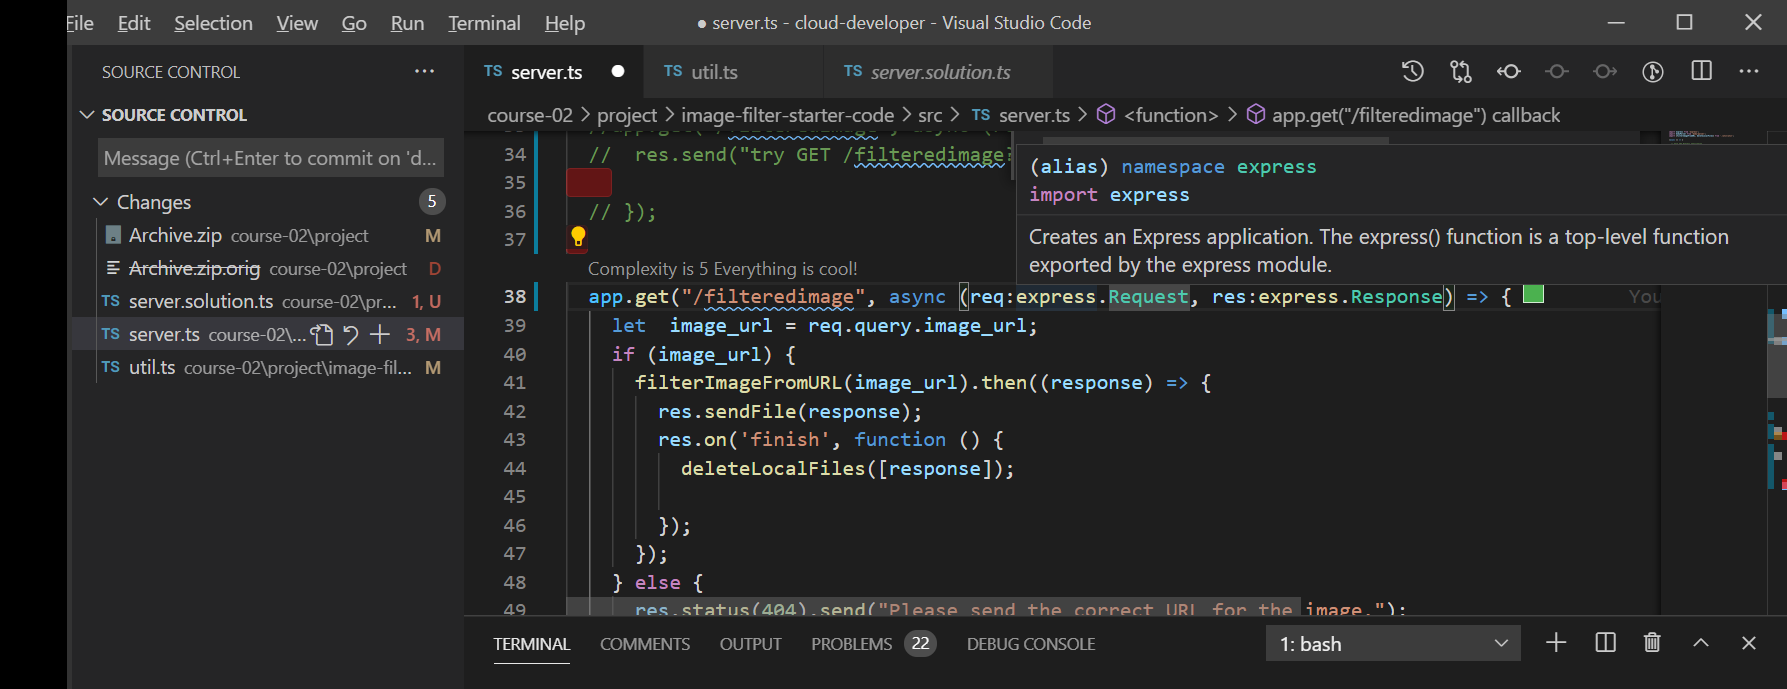 File Edit Selection View Go Run Terminal Help ● server.ts - cloud-developer - Visual Studio Code
SOURCE CONTROL
SOURCE CONTROL
Message (Ctrl+Enter to commit on 'd...
Changes 5
Archive.zip course-02\project M
Archive.zip.orig course-02\project D
TS server.solution.ts course-02\pr... 1, U
TS server.ts course-02\... 3, M
TS util.ts course-02\project\image-fil... M
TS server.ts TS util.ts TS server.solution.ts
course-02 > project > image-filter-starter-code > src > TS server.ts > <function> > app.get("/filteredimage") callback
34 // res.send("try GET /filteredimage?
35
36 // });
37
Complexity is 5 Everything is cool!
38 app.get("/filteredimage", async (req:express.Request, res:express.Response) => { You
39 let image_url = req.query.image_url;
40 if (image_url) {
41 filterImageFromURL(image_url).then((response) => {
42 res.sendFile(response);
43 res.on('finish', function () {
44 deleteLocalFiles([response]);
45
46 });
47 });
48 } else {
49 res.status(404).send("Please send the correct URL for the image.");
(alias) namespace express
import express
Creates an Express application. The express() function is a top-level function
exported by the express module.
TERMINAL COMMENTS OUTPUT PROBLEMS 22 DEBUG CONSOLE 1: bash